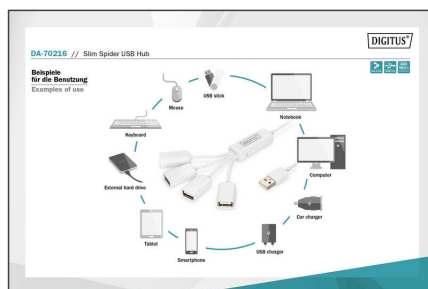 DIGITUS®
DA-70216 // Slim Spider USB Hub
Beispiele
für die Benutzung
Examples of use
USB stick
Mouse
Notebook
Keyboard
DIGITUS
Computer
External hard drive
Car charger
Tablet
USB charger
Smartphone